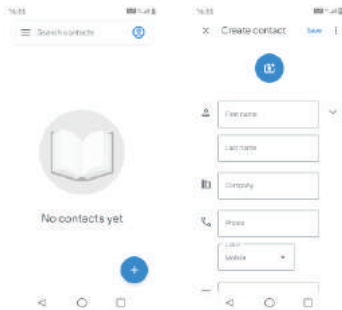 16:55
Search contacts
No contacts yet
16:55
Create contact
Save
First name
Last name
Company
Phone
Label
Mobile